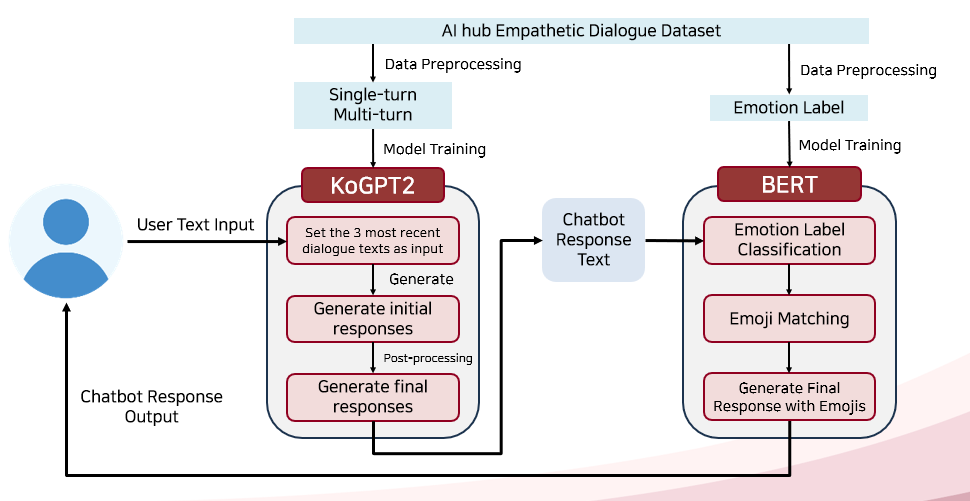 AI hub Empathetic Dialogue Dataset
Data Preprocessing
Data Preprocessing
Single-turn
Multi-turn
Emotion Label
Model Training
Model Training
KoGPT2
BERT
User Text Input
Set the 3 most recent
dialogue texts as input
Chatbot
Response
Text
Emotion Label
Classification
Generate
Generate initial
responses
Emoji Matching
Post-processing
Generate final
responses
Generate Final
Response with Emojis
Chatbot Response
Output